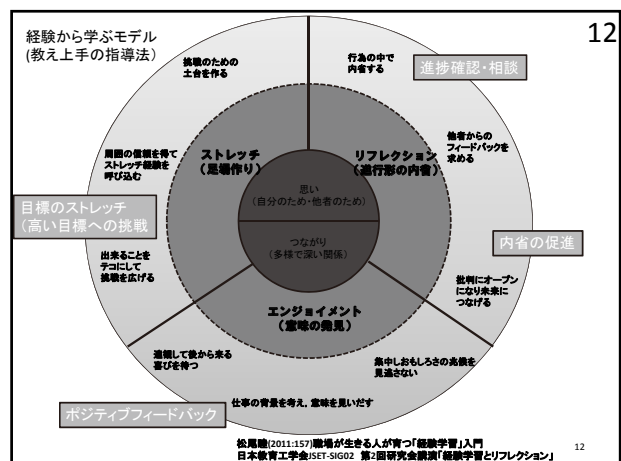 経験から学ぶモデル
(教え上手の指導法)
12
挑戦のための
土台を作る
行為の中で
内省する
進捗確認・相談
周囲の信頼を得て
ストレッチ経験を
呼び込む
ストレッチ
(足場作り)
リフレクション
(進行形の内省)
他者からの
フィードバックを
求める
思い
(自分のため・他者のため)
目標のストレッチ
(高い目標への挑戦
つながり
(多様で深い関係)
内省の促進
出来ることを
テコにして
挑戦を広げる
批判にオープン
になり未来に
つなげる
エンジョイメント
(意味の発見)
達観して後から来る
喜びを待つ
集中しおもしろさの兆候を
見逃さない
ポジティブフィードバック
仕事の背景を考え，意味を見いだす
松尾睦(2011:157)職場が生きる人が育つ「経験学習」入門
日本教育工学会JSET-SIG02 第2回研究会講演「経験学習とリフレクション」
12